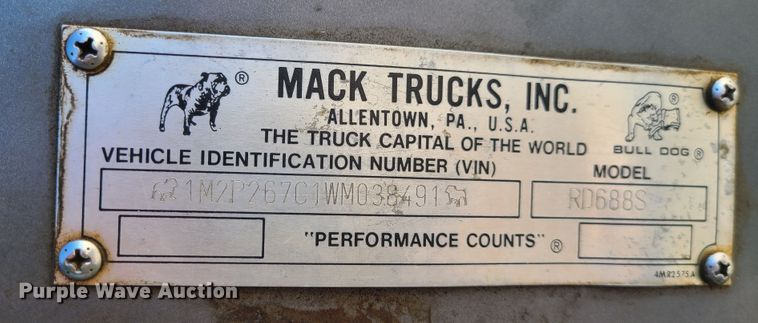 MACK TRUCKS, INC.
ALLENTOWN, PA., U.S.A.
THE TRUCK CAPITAL OF THE WORLD
BULL DOG ®
VEHICLE IDENTIFICATION NUMBER (VIN)
MODEL
1M2P267C1WM038491
RD688S
"PERFORMANCE COUNTS" ®
4MR2575A
Purple Wave Auction